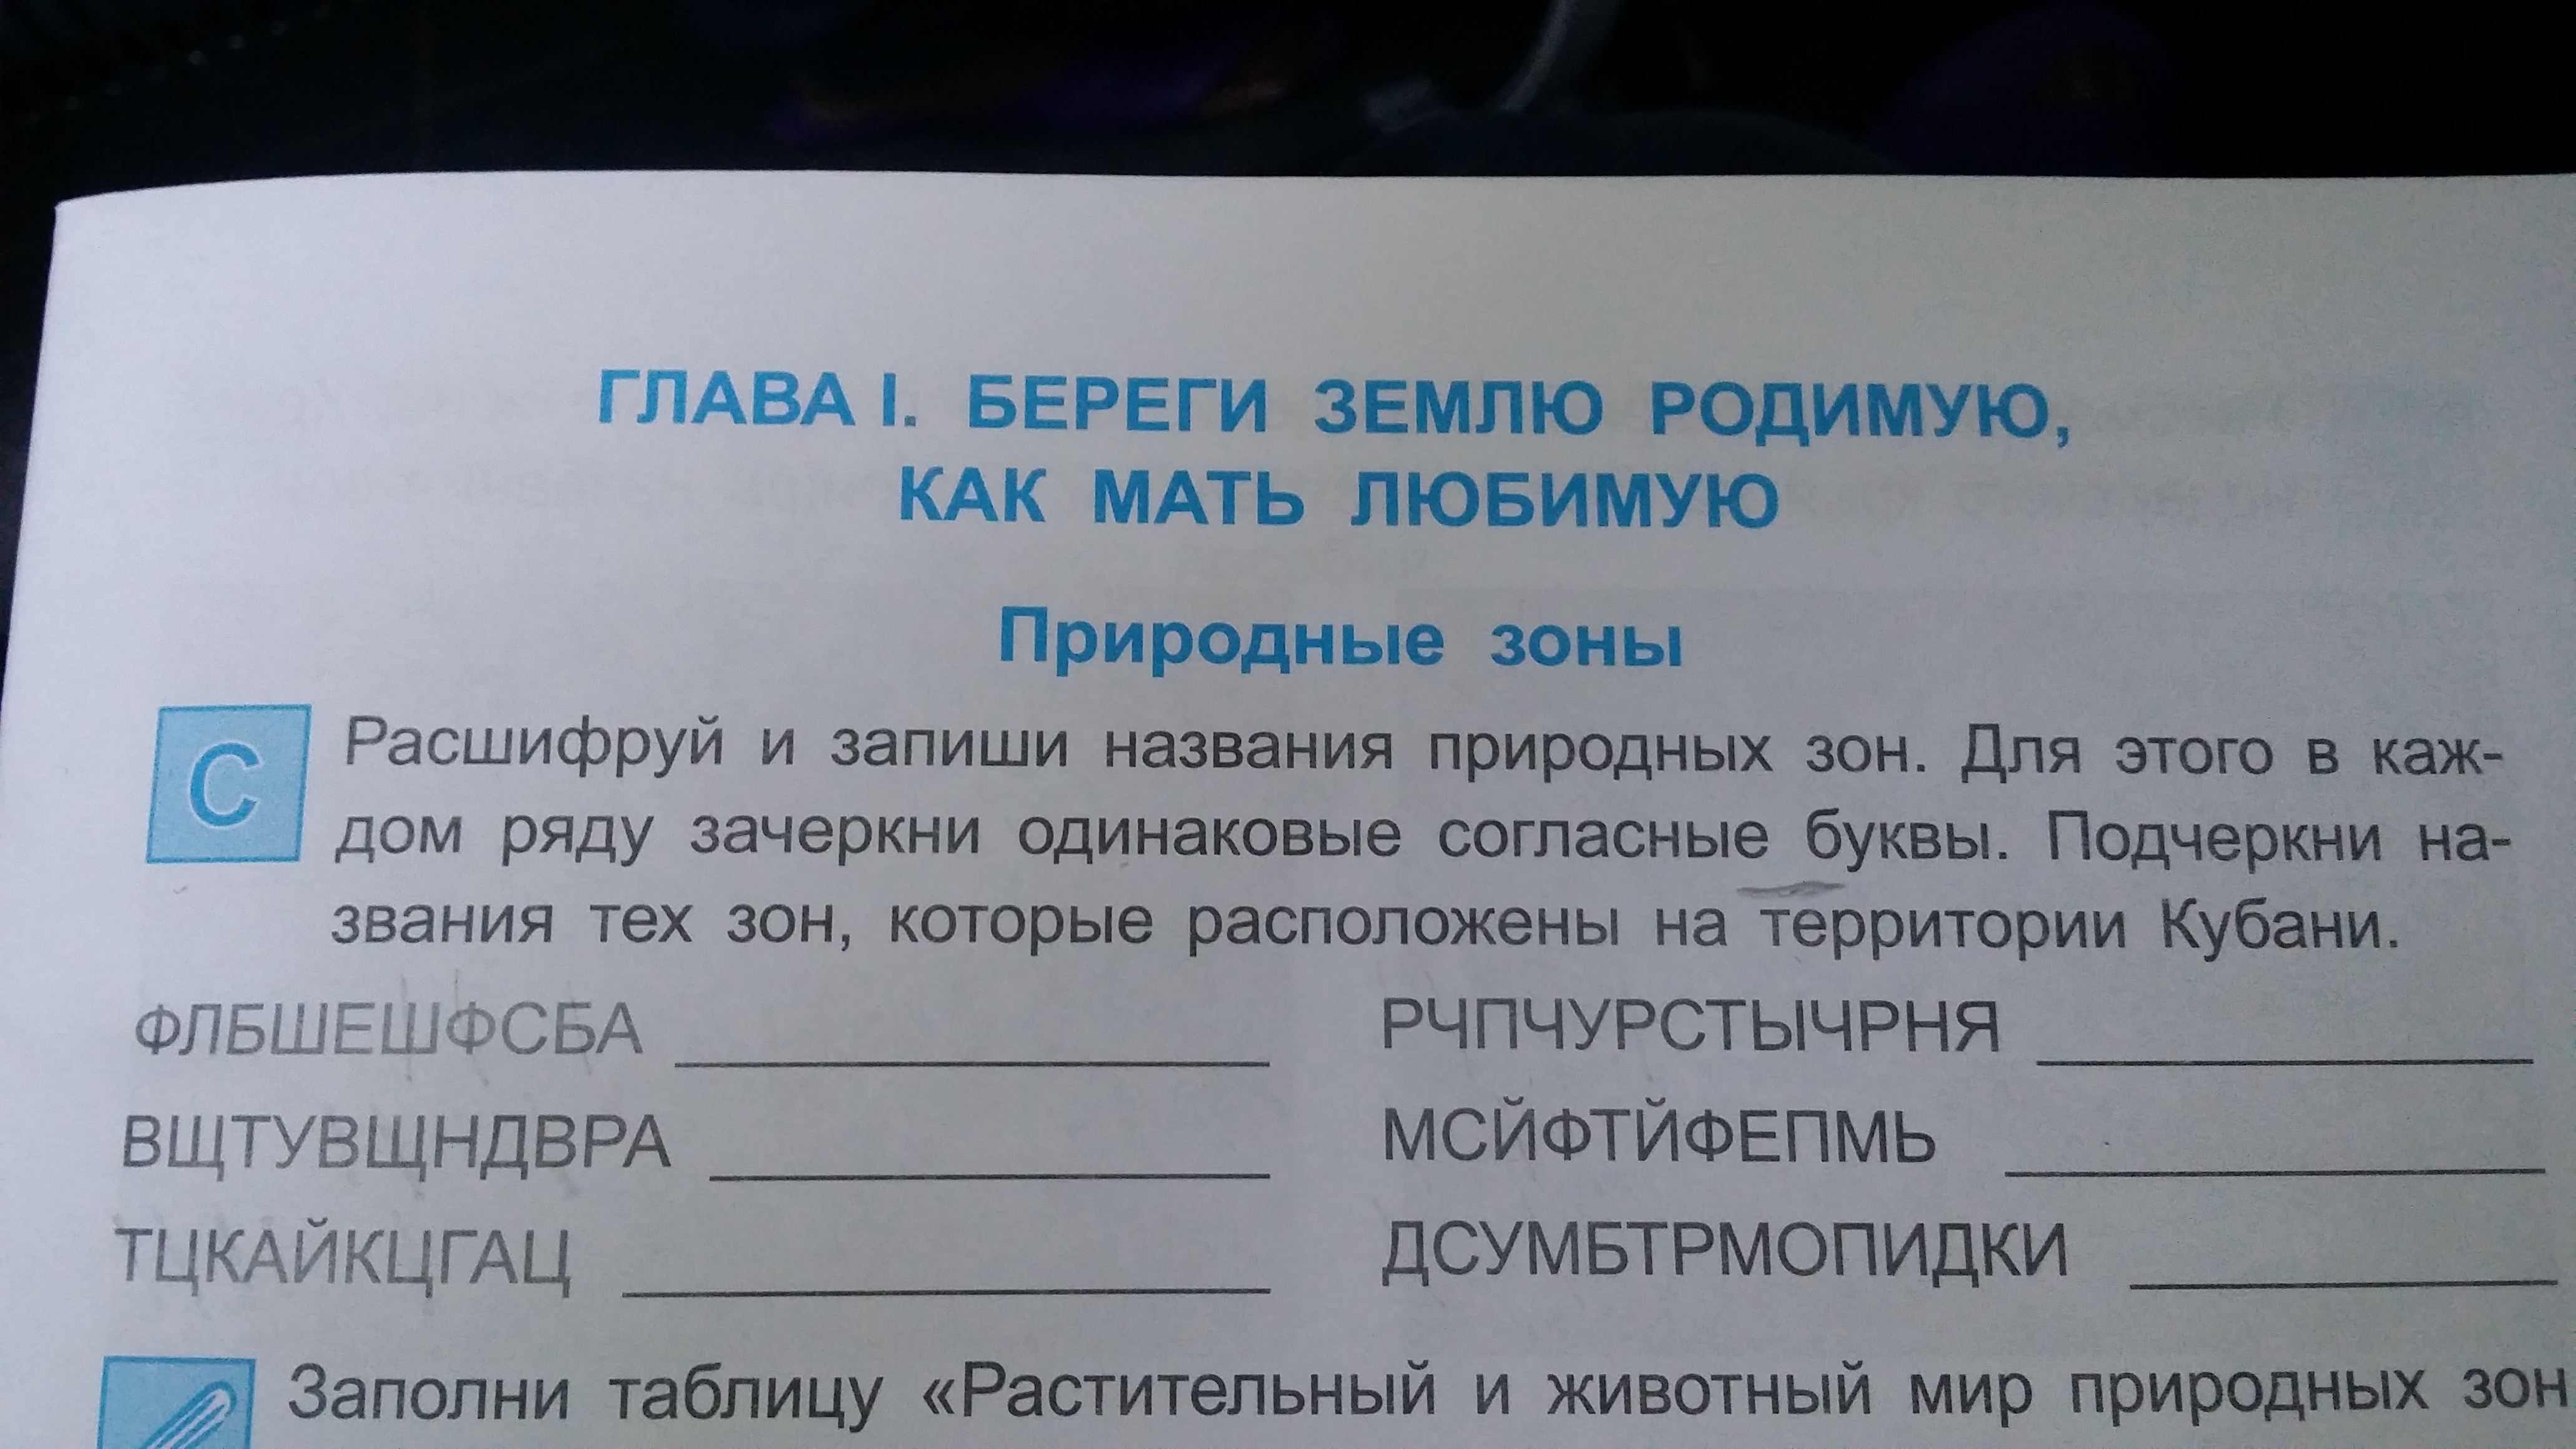 ГЛАВА I. БЕРЕГИ ЗЕМЛЮ РОДИМУЮ,
КАК МАТЬ ЛЮБИМУЮ
Природные зоны
С
Расшифруй и запиши названия природных зон. Для этого в каж-
дом ряду зачеркни одинаковые согласные буквы. Подчеркни на-
звания тех зон, которые расположены на территории Кубани.
ФЛБШЕШФСБА РЧПЧУРСТЫЧРНЯ
ВЩТУВЩНДВРА МСЙФТЙФЕПМЬ
ТЦКАЙКЦГАЦ ДСУМБТРМОПИДКИ
Заполни таблицу «Растительный и животный мир природных зон